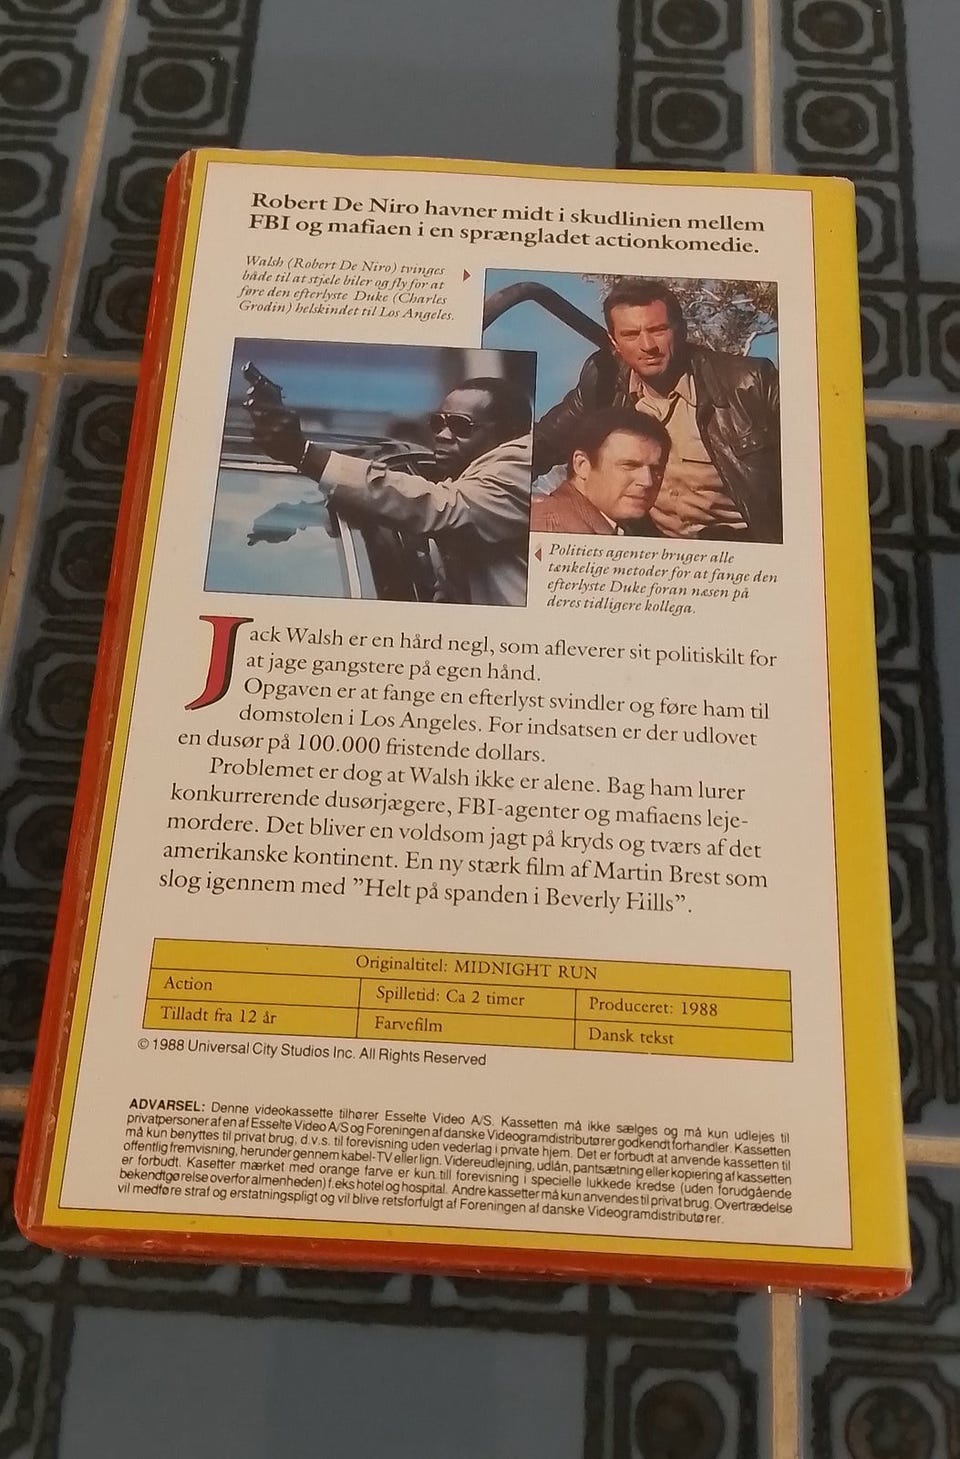 Robert De Niro havner midt i skudlinien mellem
FBI og mafiaen i en sprængladet actionkomedie.
Walsh (Robert De Niro) tvinges
både til at stjæle biler og fly for at
føre den efterlyste Duke (Charles
Grodin) helskindet til Los Angeles.
Politiets agenter bruger alle
tænkelige metoder for at fange den
efterlyste Duke foran næsen på
deres tidligere kollega.
Jack Walsh er en hård negl, som afleverer sit politiskilt for
at jage gangstere på egen hånd.
Opgaven er at fange en efterlyst svindler og føre ham til
domstolen i Los Angeles. For indsatsen er der udlovet
en dusør på 100.000 fristende dollars.
Problemet er dog at Walsh ikke er alene. Bag ham lurer
konkurrerende dusørjægere, FBI-agenter og mafiaens leje-
mordere. Det bliver en voldsom jagt på kryds og tværs af det
amerikanske kontinent. En ny stærk film af Martin Brest som
slog igennem med ”Helt på spanden i Beverly Hills”.
Originaltitel: MIDNIGHT RUN
Action
Spilletid: Ca 2 timer
Produceret: 1988
Tilladt fra 12 år
Farvefilm
Dansk tekst
© 1988 Universal City Studios Inc. All Rights Reserved
ADVARSEL: Denne videokassette tilhører Esselte Video A/S. Kassetten må ikke sælges og må kun udlejes til
privatpersoner af en af Esselte Video A/S og Foreningen af danske Videogramdistributører godkendt forhandler. Kassetten
må kun benyttes til privat brug, d.v.s. til forevisning uden vederlag i private hjem. Det er forbudt at anvende kassetten til
offentlig fremvisning, herunder gennem kabel-TV eller lign. Videreudlejning, udlån, pantsætning eller kopiering af kassetten
er forbudt. Kasetter mærket med orange farve er kun til forevisning i specielle lukkede kredse (uden forudgående
bekendtgørelse overfor almenheden) f.eks hotel og hospital. Andre kassetter må kun anvendes til privat brug. Overtrædelse
vil medføre straf og erstatningspligt og vil blive retsforfulgt af Foreningen af danske Videogramdistributører.